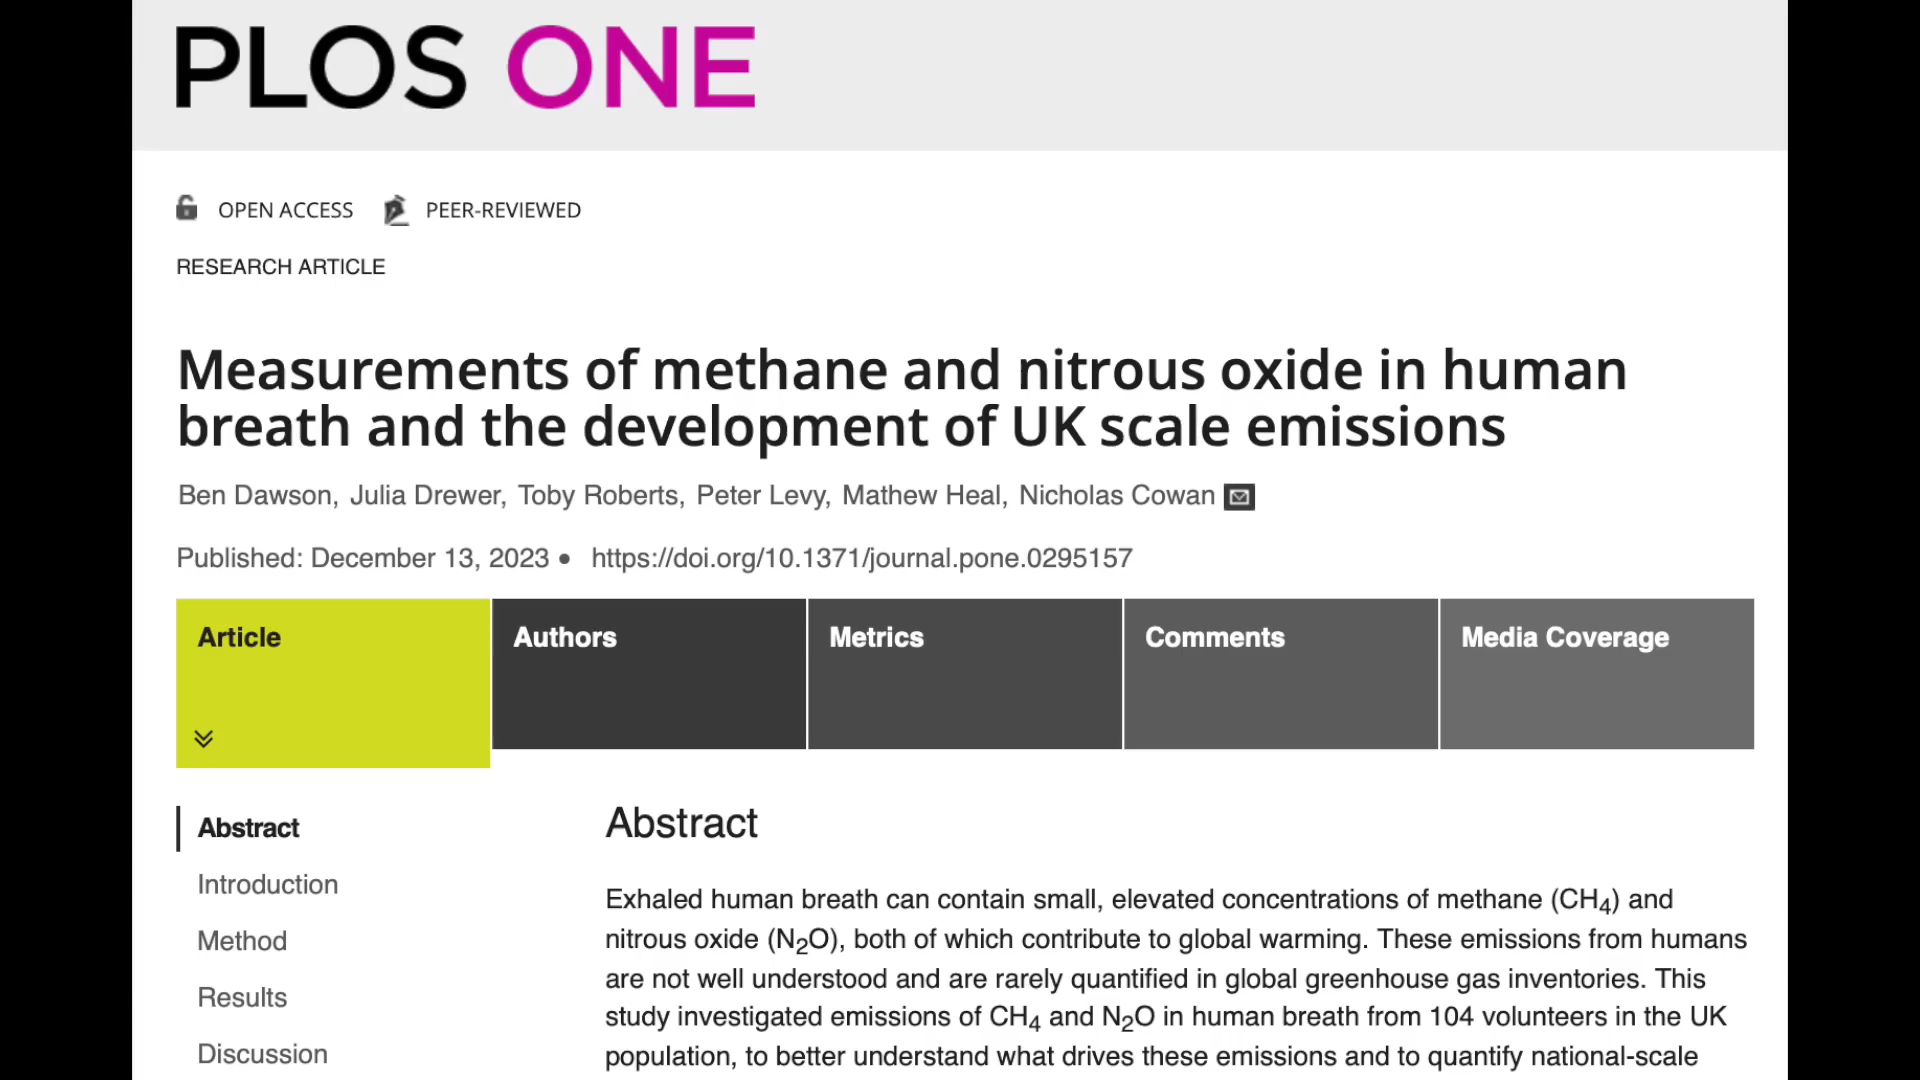 PLOS ONE
OPEN ACCESS PEER-REVIEWED
RESEARCH ARTICLE
Measurements of methane and nitrous oxide in human
breath and the development of UK scale emissions
Ben Dawson, Julia Drewer, Toby Roberts, Peter Levy, Mathew Heal, Nicholas Cowan
Published: December 13, 2023 • https://doi.org/10.1371/journal.pone.0295157
Article Authors Metrics Comments Media Coverage
Abstract
Introduction
Method
Results
Discussion
Abstract
Exhaled human breath can contain small, elevated concentrations of methane (CH4) and
nitrous oxide (N2O), both of which contribute to global warming. These emissions from humans
are not well understood and are rarely quantified in global greenhouse gas inventories. This
study investigated emissions of CH4 and N2O in human breath from 104 volunteers in the UK
population, to better understand what drives these emissions and to quantify national-scale